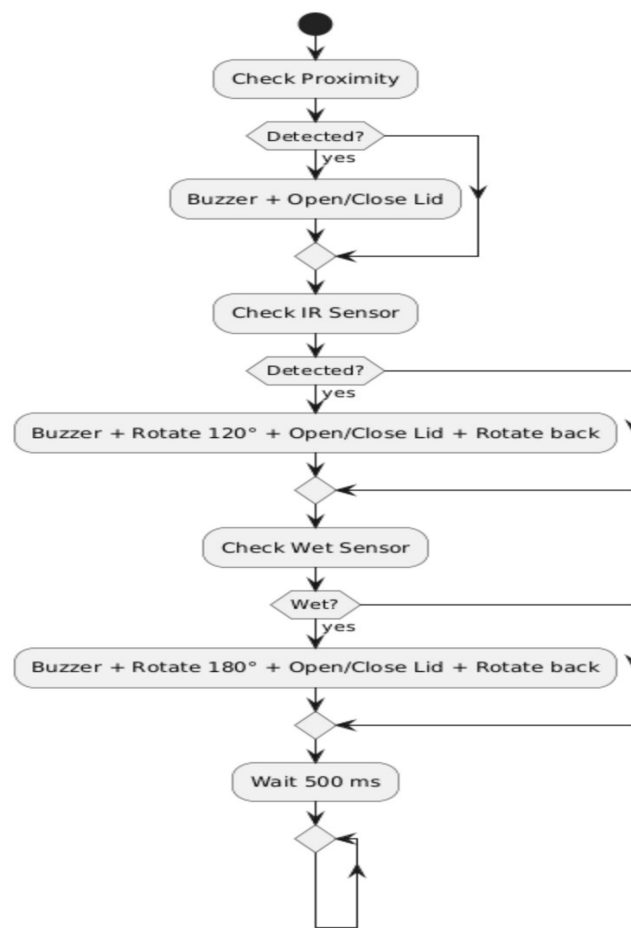 Check Proximity
Detected?
yes
Buzzer + Open/Close Lid
Check IR Sensor
Detected?
yes
Buzzer + Rotate 120° + Open/Close Lid + Rotate back
Check Wet Sensor
Wet?
yes
Buzzer + Rotate 180° + Open/Close Lid + Rotate back
Wait 500 ms